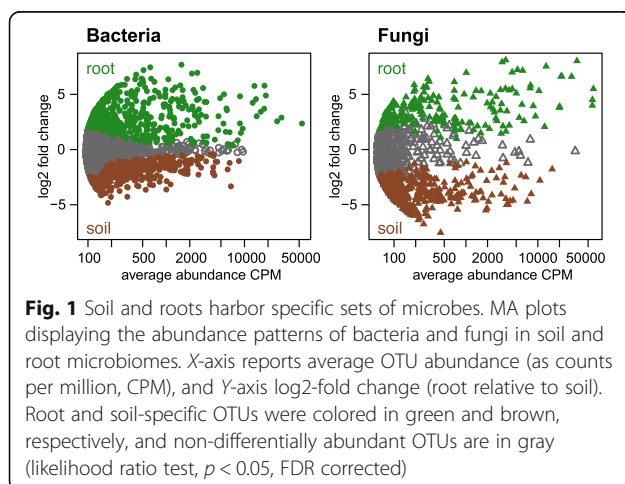 Bacteria
Fungi
root
root
log2 fold change
log2 fold change
5
0
−5
5
0
−5
soil
soil
100 500 2000 10000 50000
100 500 2000 10000 50000
average abundance CPM
average abundance CPM
Fig. 1 Soil and roots harbor specific sets of microbes. MA plots
displaying the abundance patterns of bacteria and fungi in soil and
root microbiomes. X-axis reports average OTU abundance (as counts
per million, CPM), and Y-axis log2-fold change (root relative to soil).
Root and soil-specific OTUs were colored in green and brown,
respectively, and non-differentially abundant OTUs are in gray
(likelihood ratio test, p < 0.05, FDR corrected)